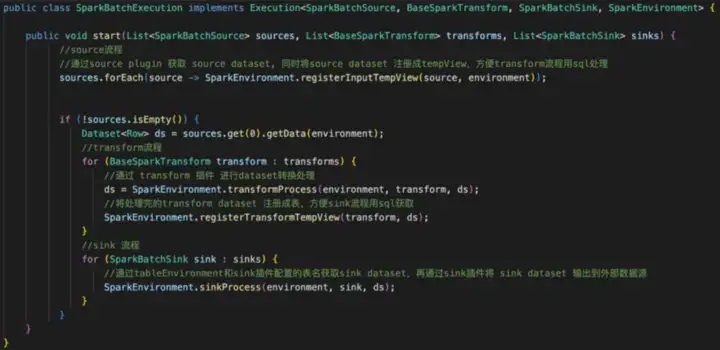 public class SparkBatchExecution implements Execution<SparkBatchSource, BaseSparkTransform, SparkBatchSink, SparkEnvironment> {
public void start(List<SparkBatchSource> sources, List<BaseSparkTransform> transforms, List<SparkBatchSink> sinks) {
//source流程
//通过source plugin 获取 source dataset, 同时将source dataset 注册成tempView，方便transform流程用sql处理
sources.forEach(source -> SparkEnvironment.registerInputTempView(source, environment));
if (!sources.isEmpty()) {
Dataset<Row> ds = sources.get(0).getData(environment);
//transform流程
for (BaseSparkTransform transform : transforms) {
//通过 transform 插件 进行dataset转换处理
ds = SparkEnvironment.transformProcess(environment, transform, ds);
//将处理完的transform dataset 注册成表，方便sink流程用sql获取
SparkEnvironment.registerTransformTempView(transform, ds);
}
//sink 流程
for (SparkBatchSink sink : sinks) {
//通过tableEnvironment和sink插件配置的表名获取sink dataset，再通过sink插件将 sink dataset 输出到外部数据源
SparkEnvironment.sinkProcess(environment, sink, ds);
}
}
}
}